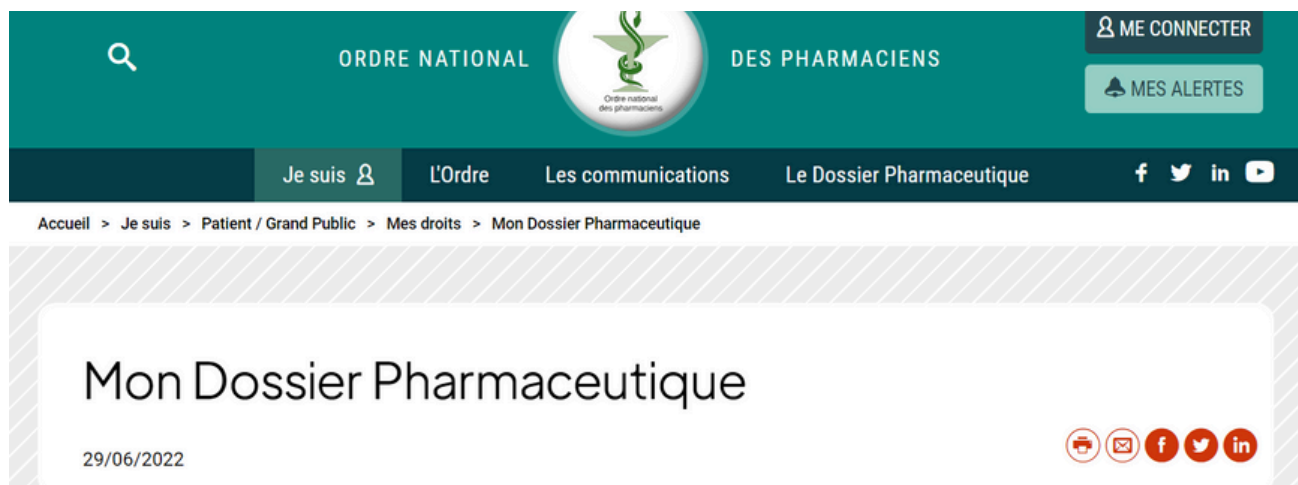 ME CONNECTER
ORDRE NATIONAL DES PHARMACIENS
Ordre national
des pharmaciens
MES ALERTES
Je suis L'Ordre Les communications Le Dossier Pharmaceutique
Accueil > Je suis > Patient / Grand Public > Mes droits > Mon Dossier Pharmaceutique
Mon Dossier Pharmaceutique
29/06/2022